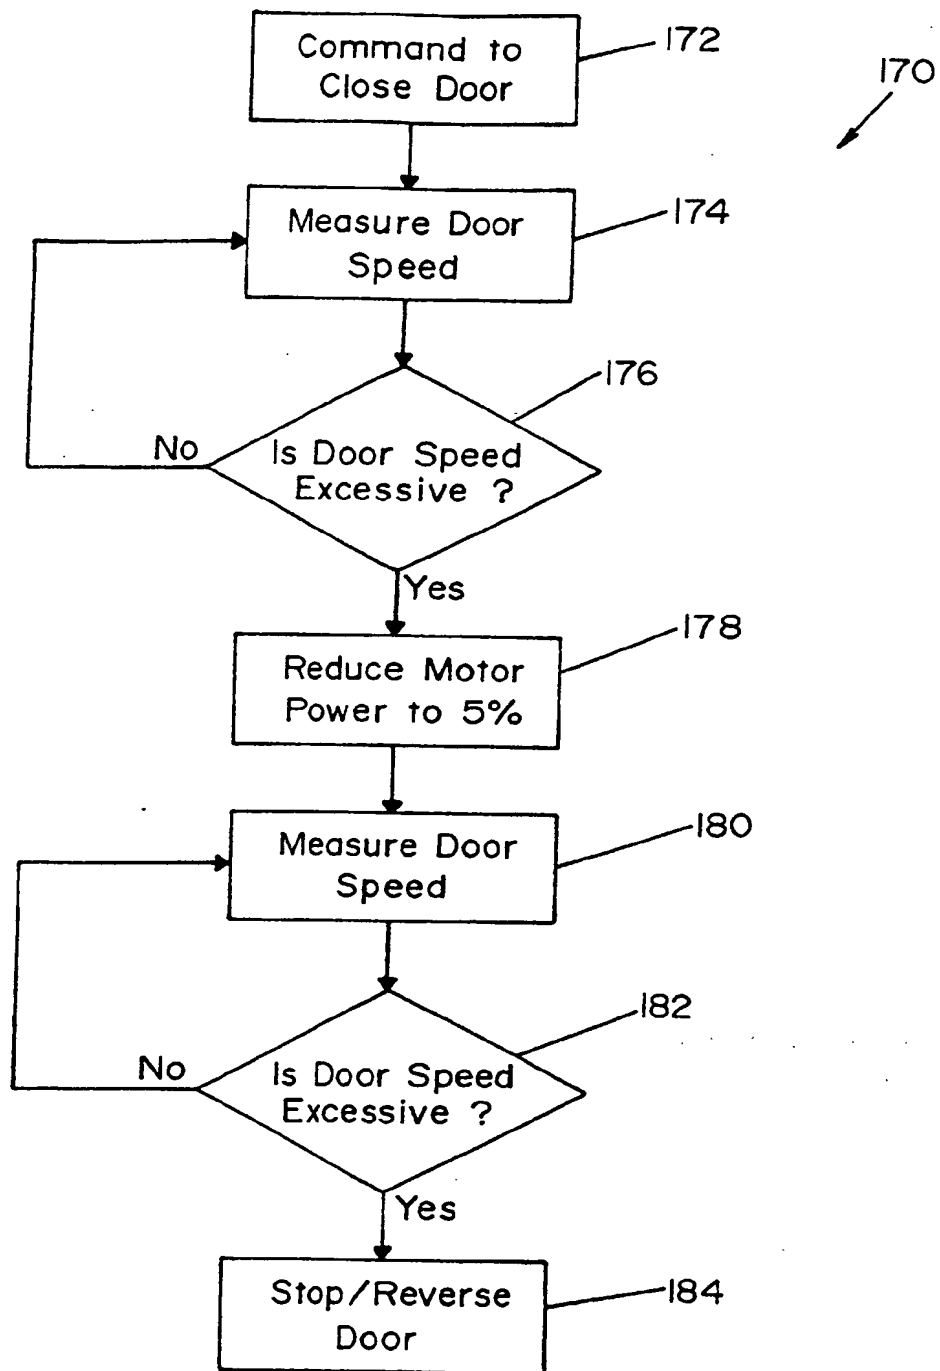 Command to
Close Door
172
170
Measure Door
Speed
174
176
Is Door Speed
Excessive ?
No
Yes
178
Reduce Motor
Power to 5%
180
Measure Door
Speed
182
Is Door Speed
Excessive ?
No
Yes
Stop/Reverse
Door
184